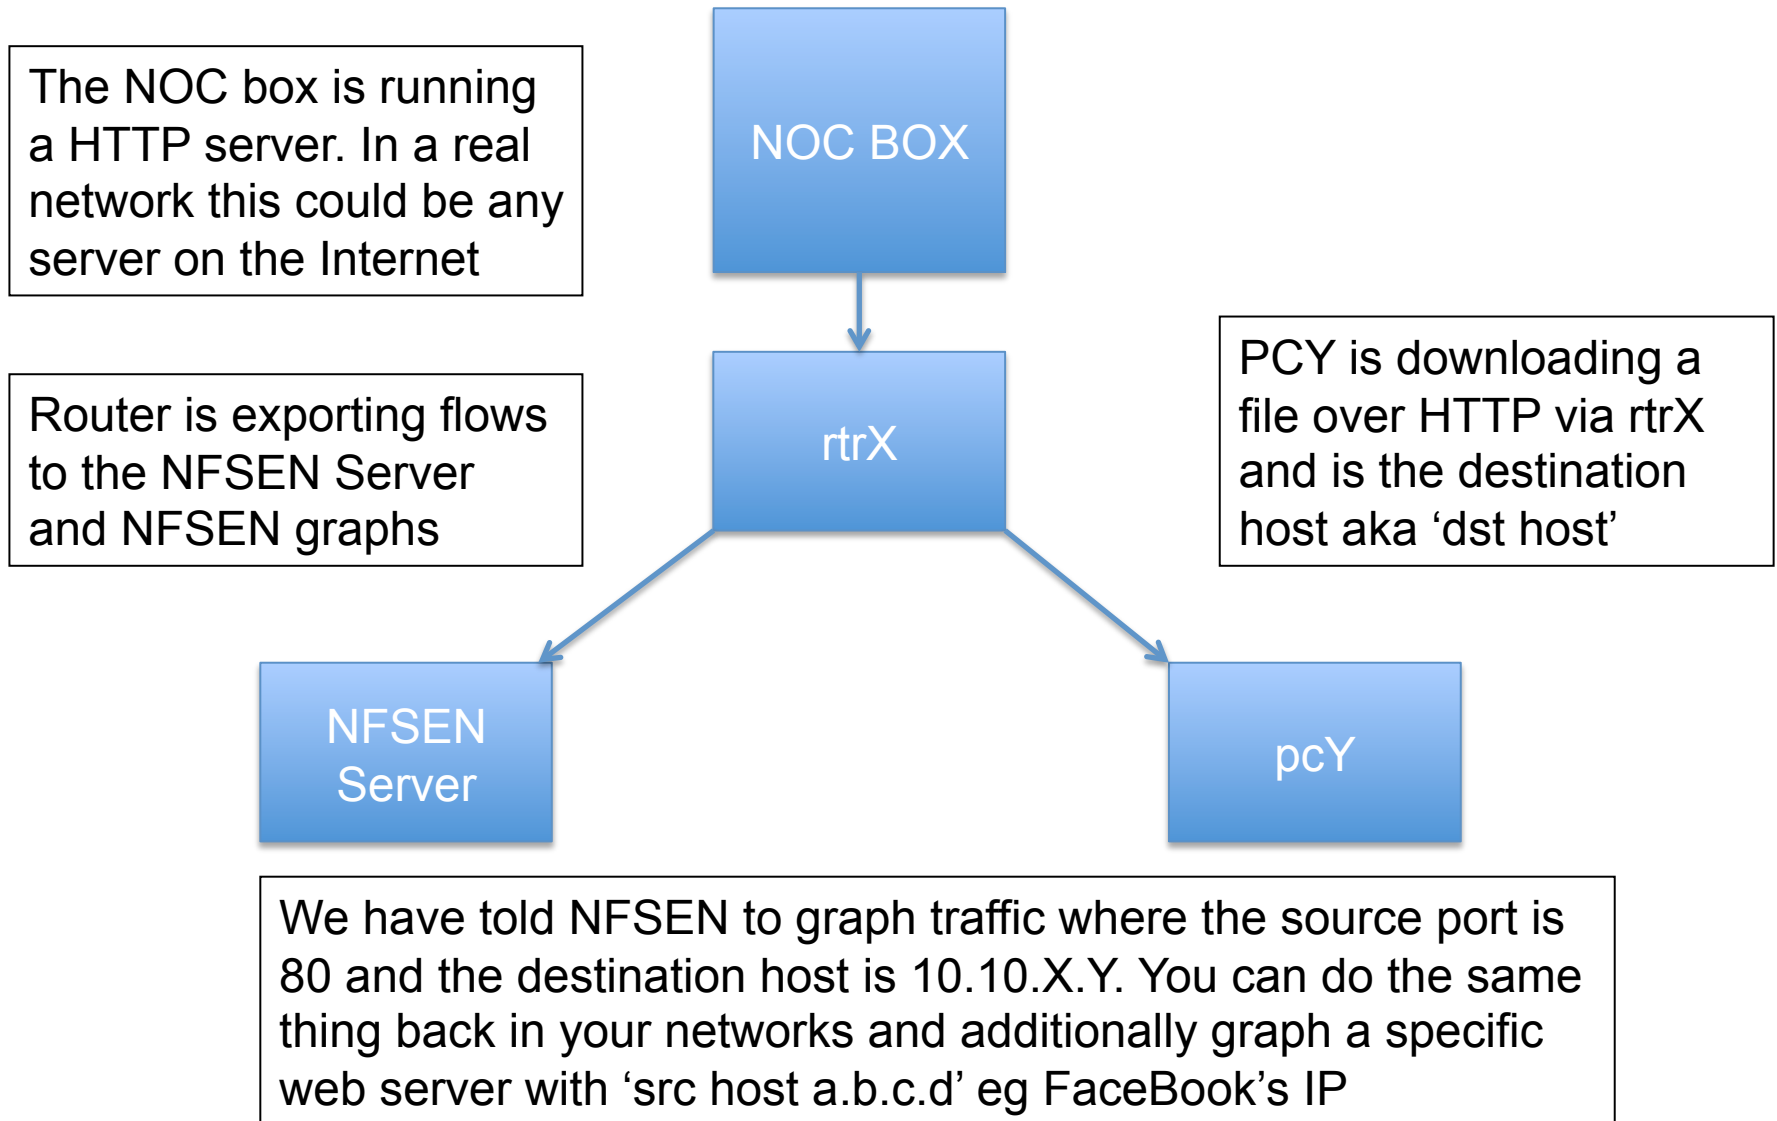 The NOC box is running
a HTTP server. In a real
network this could be any
server on the Internet
NOC BOX
Router is exporting flows
to the NFSEN Server
and NFSEN graphs
rtrX
PCY is downloading a
file over HTTP via rtrX
and is the destination
host aka ‘dst host’
NFSEN
Server
pcY
We have told NFSEN to graph traffic where the source port is
80 and the destination host is 10.10.X.Y. You can do the same
thing back in your networks and additionally graph a specific
web server with ‘src host a.b.c.d’ eg FaceBook’s IP